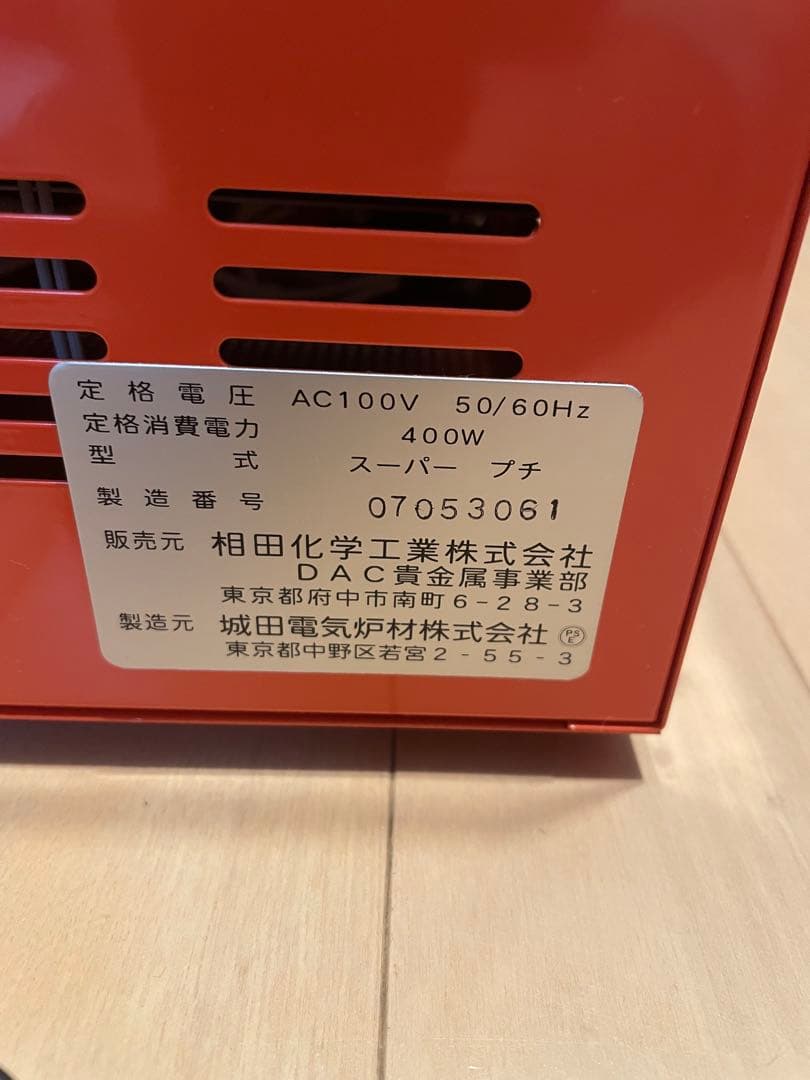 定格電圧 AC100V 50/60Hz
定格消費電力 400W
型式 スーパー プチ
製造番号 07053061
販売元 相田化学工業株式会社
DAC貴金属事業部
東京都府中市南町6-28-3
製造元 城田電気炉材株式会社 PSE
東京都中野区若宮2-55-3